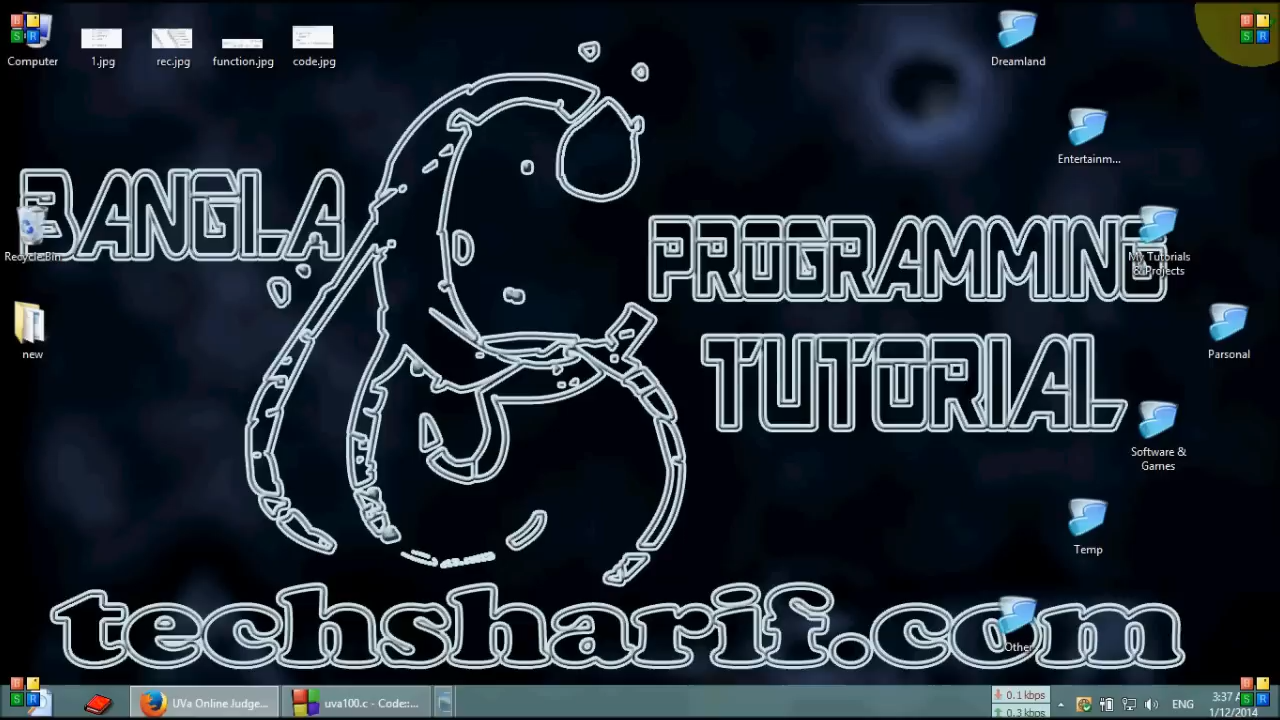 Computer
1.jpg
rec.jpg
function.jpg
code.jpg
Dreamland
Entertainm...
BANGLA
Recycle Bin
PROGRAMMING
My Tutorials
& Projects
new
Parsonal
TUTORIAL
Software &
Games
Temp
techsharif.com
Other
UVa Online Judge...
uva100.c - Code::...
0.1 kbps
0.3 kbps
ENG
3:37
1/12/2014
B
S R
B
S R
B
S R
B
S R